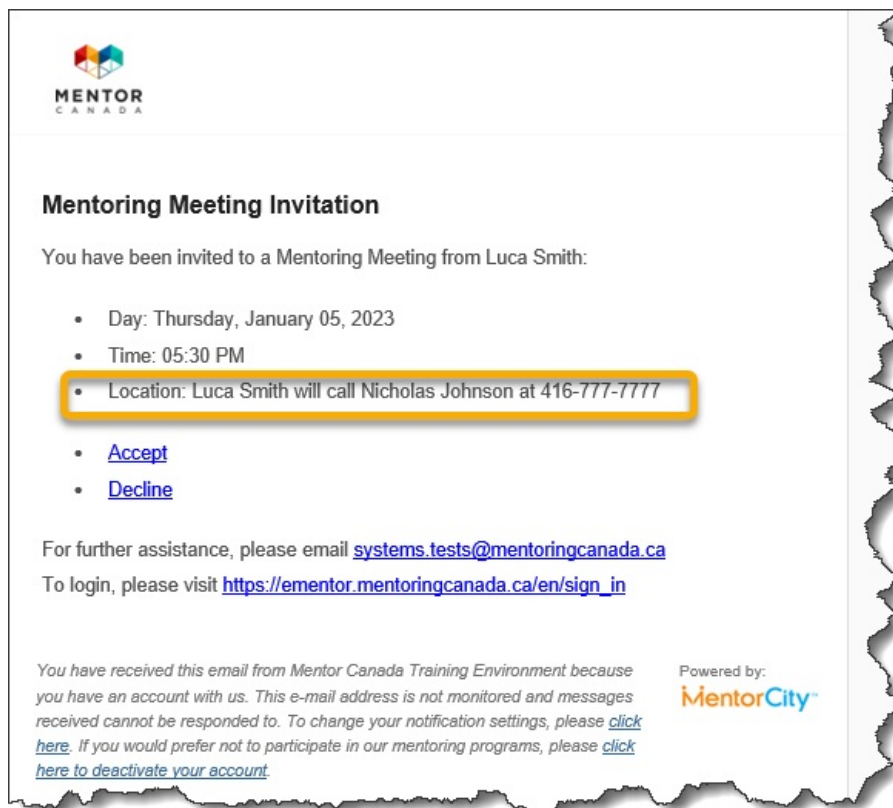 MENTOR
CANADA
Mentoring Meeting Invitation
You have been invited to a Mentoring Meeting from Luca Smith:
• Day: Thursday, January 05, 2023
• Time: 05:30 PM
• Location: Luca Smith will call Nicholas Johnson at 416-777-7777
• Accept
• Decline
For further assistance, please email systems.tests@mentoringcanada.ca
To login, please visit https://ementor.mentoringcanada.ca/en/sign_in
You have received this email from Mentor Canada Training Environment because
you have an account with us. This e-mail address is not monitored and messages
received cannot be responded to. To change your notification settings, please click
here. If you would prefer not to participate in our mentoring programs, please click
here to deactivate your account.
Powered by:
MentorCity™